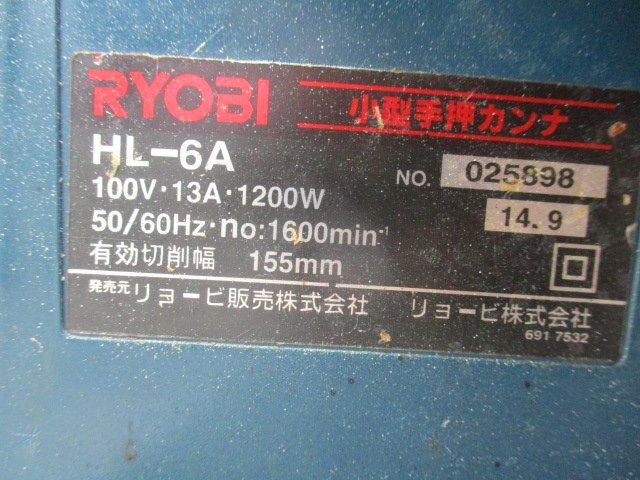 RYOBI 小型手押カンナ
HL-6A NO. 025898
100V・13A・1200W
14.9
50/60Hz・no:1600min⁻¹
有効切削幅 155mm
発売元 リョービ販売株式会社 リョービ株式会社
691 7532